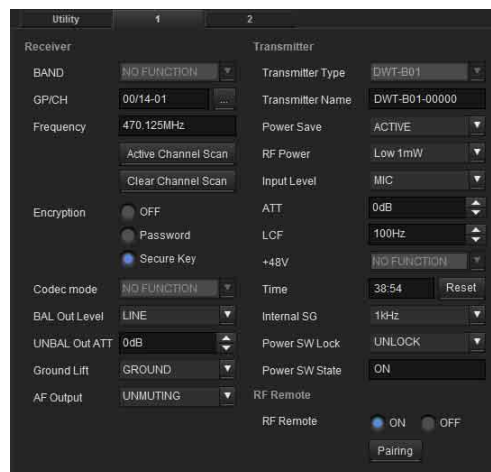 Utility 1 2
Receiver
BAND NO FUNCTION
GP/CH 00/14-01 ...
Frequency 470.125MHz
Active Channel Scan
Clear Channel Scan
Encryption OFF
Password
Secure Key
Codec mode NO FUNCTION
BAL Out Level LINE
UNBAL Out ATT 0dB
Ground Lift GROUND
AF Output UNMUTING
Transmitter
Transmitter Type DWT-B01
Transmitter Name DWT-B01-00000
Power Save ACTIVE
RF Power Low 1mW
Input Level MIC
ATT 0dB
LCF 100Hz
+48V NO FUNCTION
Time 38:54 Reset
Internal SG 1kHz
Power SW Lock UNLOCK
Power SW State ON
RF Remote
RF Remote ON OFF
Pairing